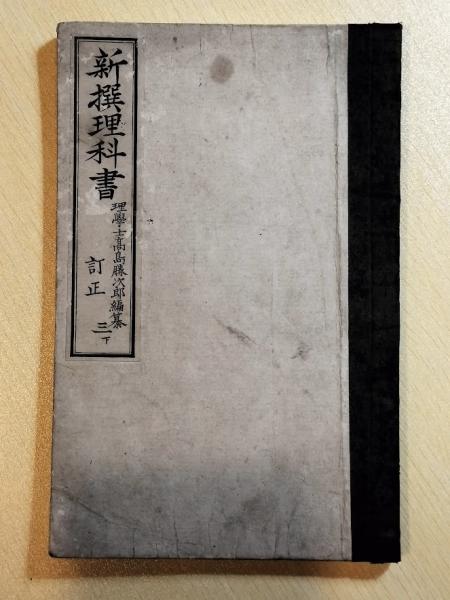 新撰理科書
理學士高島勝次郎編纂
訂正
三下